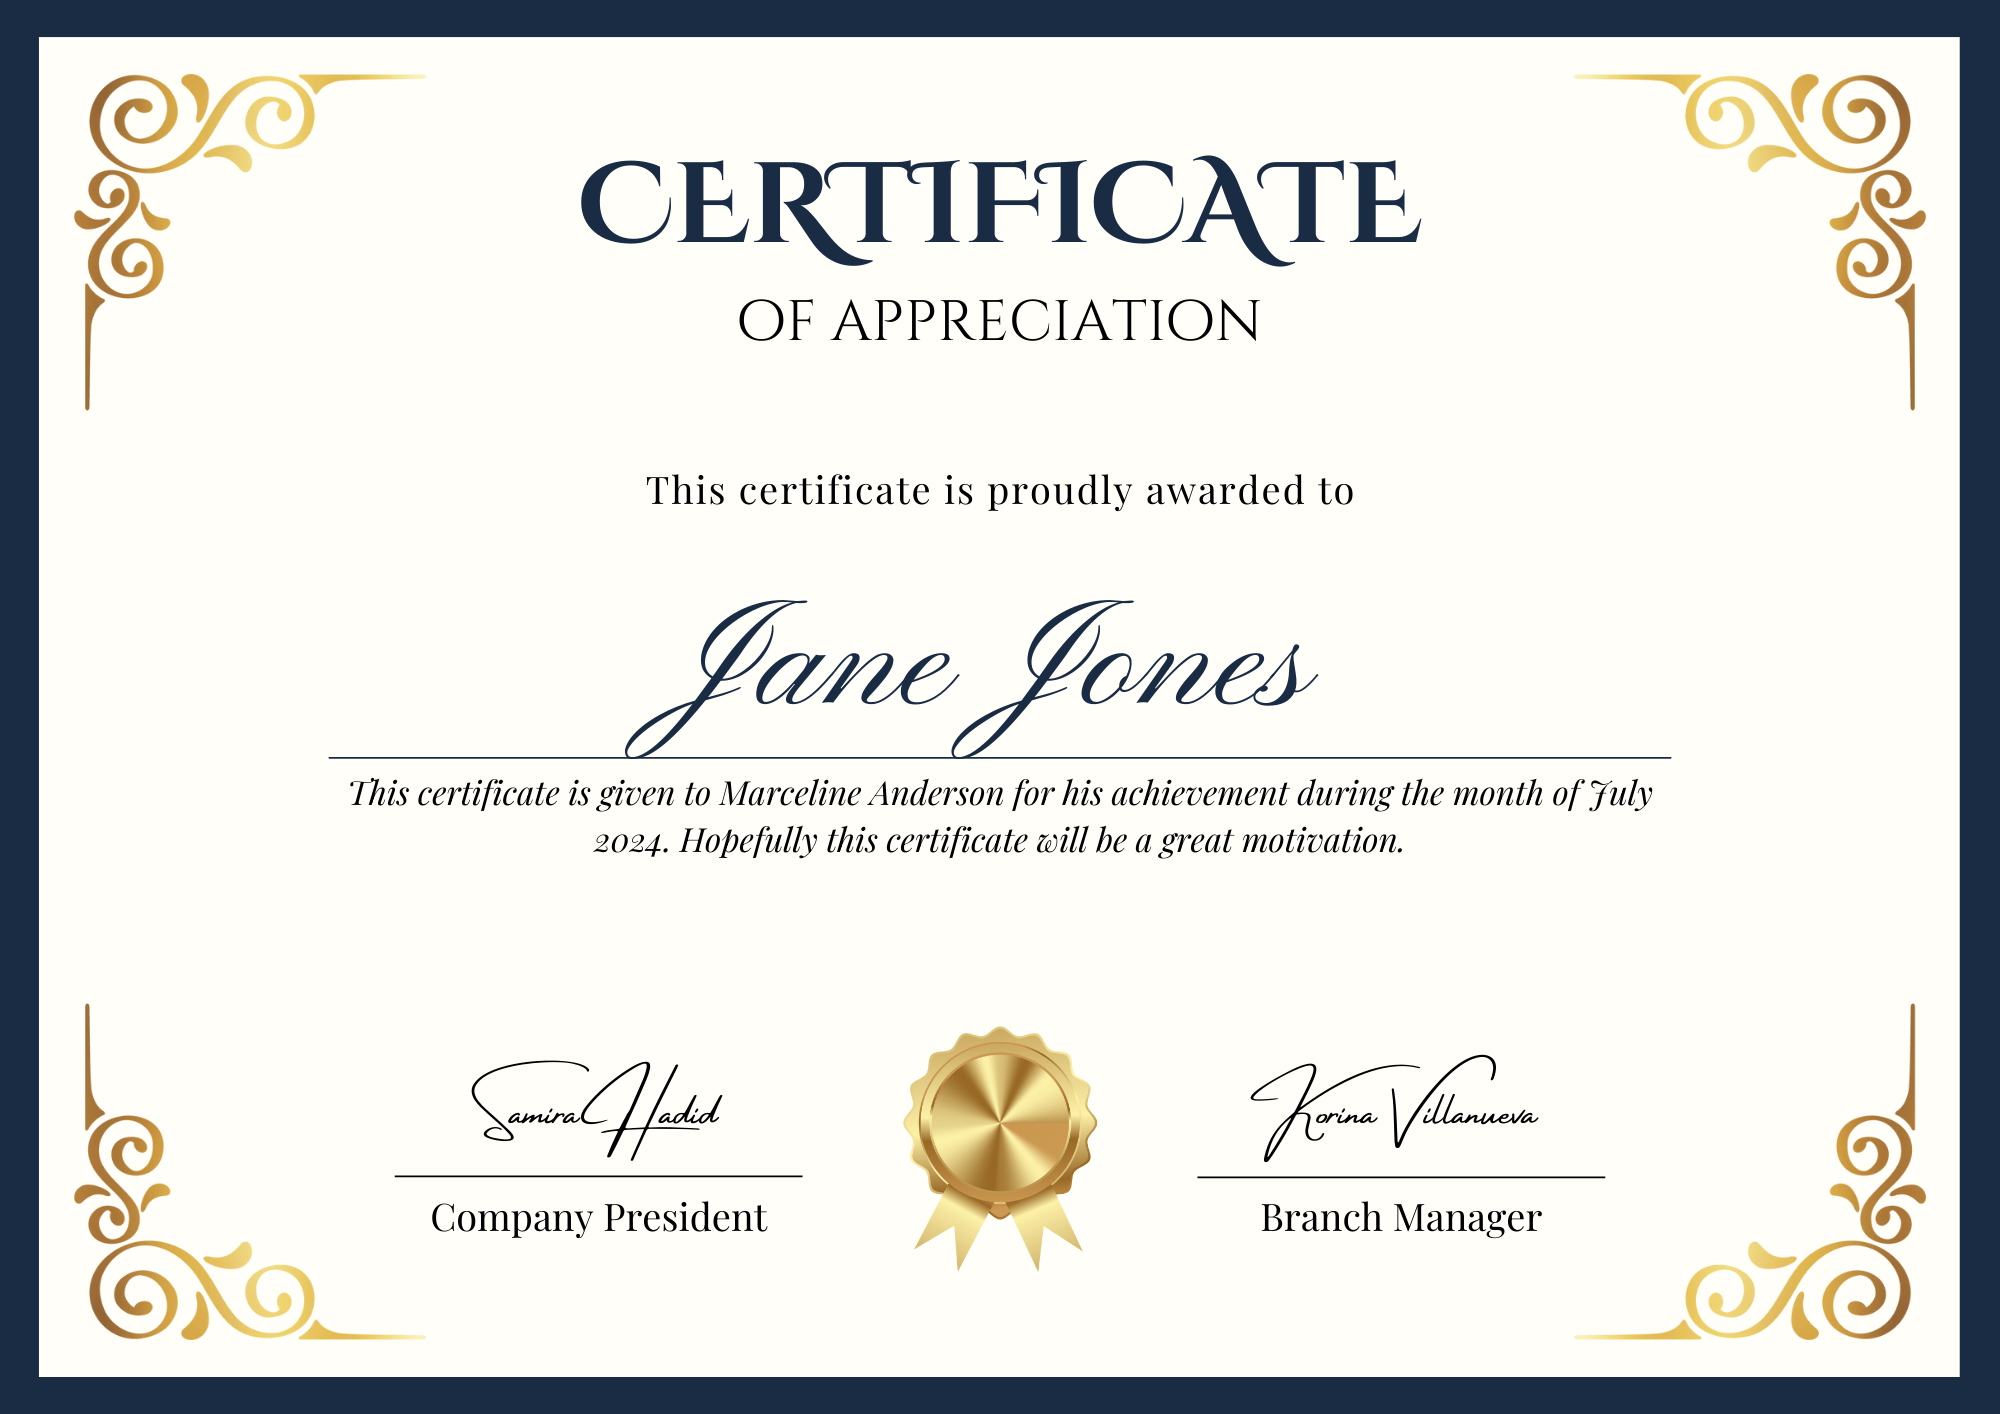 CERTIFICATE
OF APPRECIATION
This certificate is proudly awarded to
Jane Jones
This certificate is given to Marceline Anderson for his achievement during the month of July
2024. Hopefully this certificate will be a great motivation.
Samira Hadid
Company President
Korina Villanueva
Branch Manager